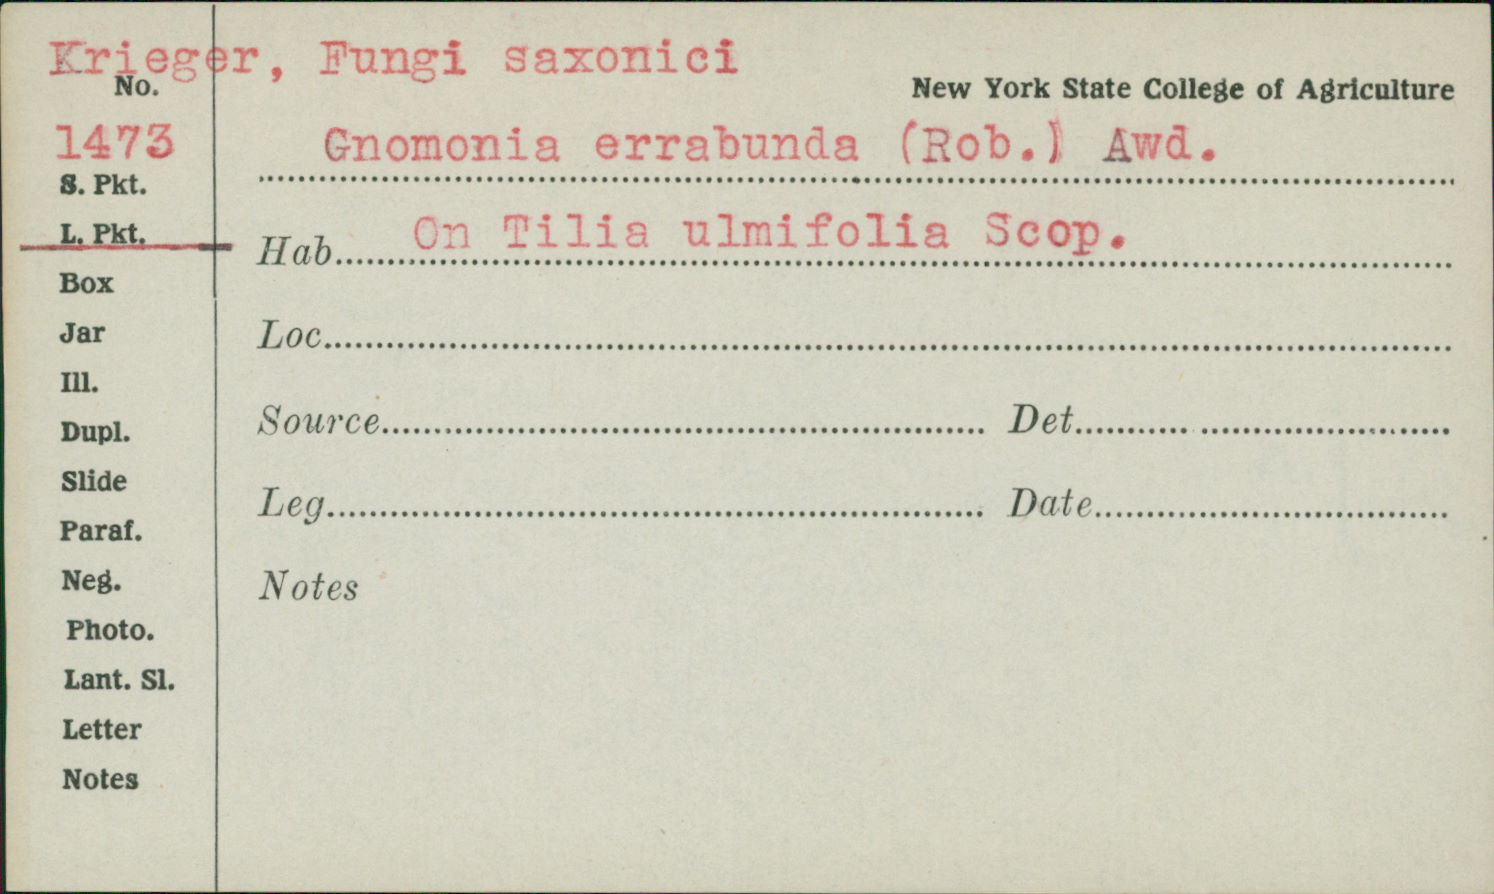 Krieger, Fungi saxonici
No.
New York State College of Agriculture
1473
Gnomonia errabunda (Rob.) Awd.
S. Pkt.
L. Pkt.
Hab. On Tilia ulmifolia Scop.
Box
Loc.
Jar
Ill.
Source Det.
Dupl.
Slide
Leg. Date
Paraf.
Neg.
Notes
Photo.
Lant. Sl.
Letter
Notes